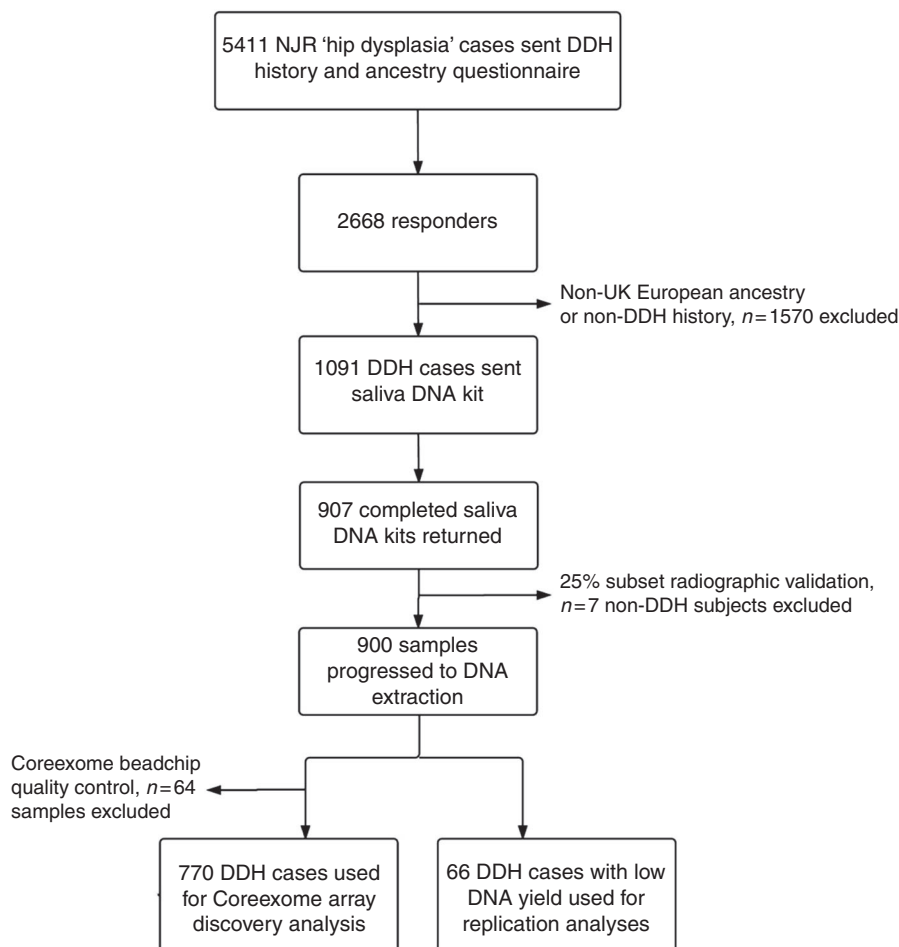 5411 NJR ‘hip dysplasia’ cases sent DDH
history and ancestry questionnaire
2668 responders
Non-UK European ancestry
or non-DDH history, n=1570 excluded
1091 DDH cases sent
saliva DNA kit
907 completed saliva
DNA kits returned
25% subset radiographic validation,
n=7 non-DDH subjects excluded
900 samples
progressed to DNA
extraction
Coreexome beadchip
quality control, n=64
samples excluded
770 DDH cases used
for Coreexome array
discovery analysis
66 DDH cases with low
DNA yield used for
replication analyses